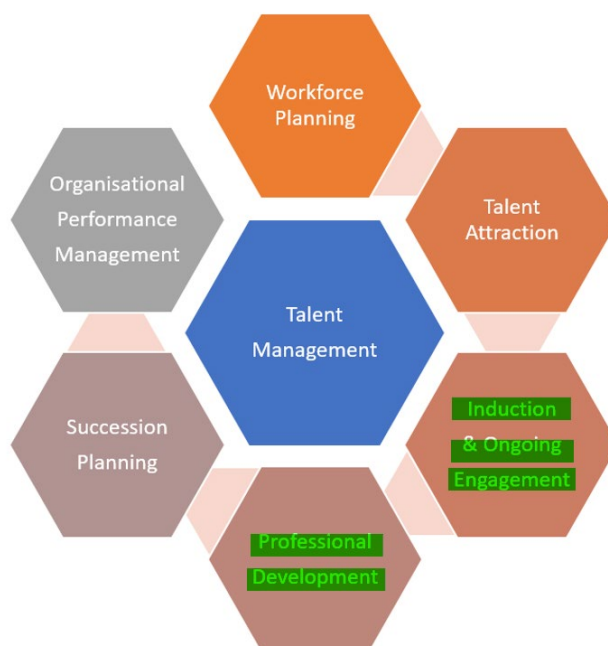 Workforce
Planning
Talent
Attraction
Induction
& Ongoing
Engagement
Professional
Development
Succession
Planning
Organisational
Performance
Management
Talent
Management